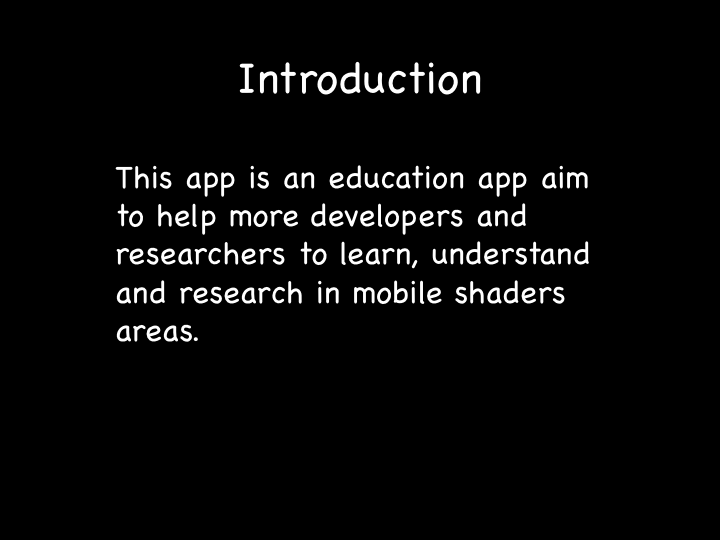 Introduction
This app is an education app aim
to help more developers and
researchers to learn, understand
and research in mobile shaders
areas.